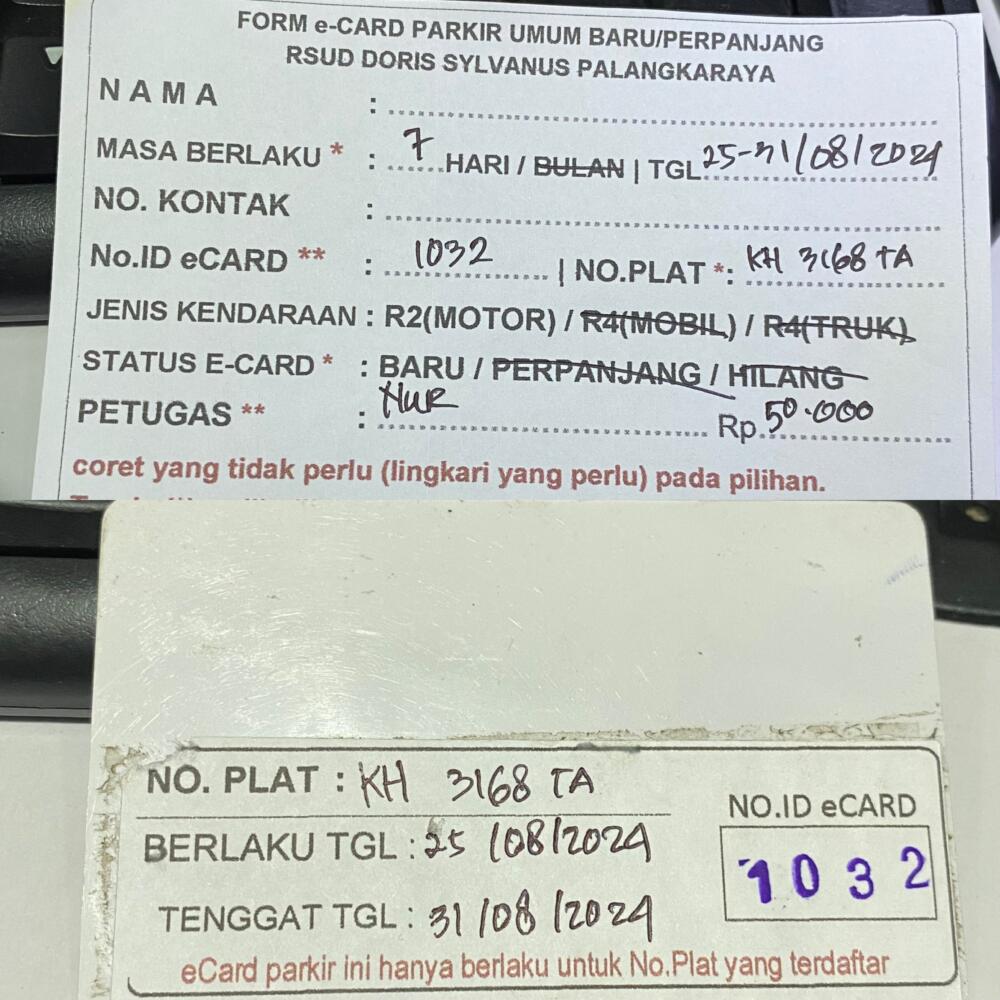 FORM e-CARD PARKIR UMUM BARU/PERPANJANG
RSUD DORIS SYLVANUS PALANGKARAYA
N A M A :
MASA BERLAKU * : 7 HARI / BULAN | TGL 25-31/08/2024
NO. KONTAK :
No.ID eCARD ** : 1032 | NO.PLAT *: KH 3168 TA
JENIS KENDARAAN : R2(MOTOR) / R4(MOBIL) / R4(TRUK)
STATUS E-CARD * : BARU / PERPANJANG / HILANG
PETUGAS ** : NUR Rp. 50.000
coret yang tidak perlu (lingkari yang perlu) pada pilihan.
NO. PLAT : KH 3168 TA
BERLAKU TGL : 25 /08/2024
TENGGAT TGL : 31/08/2024
NO.ID eCARD
1032
eCard parkir ini hanya berlaku untuk No.Plat yang terdaftar